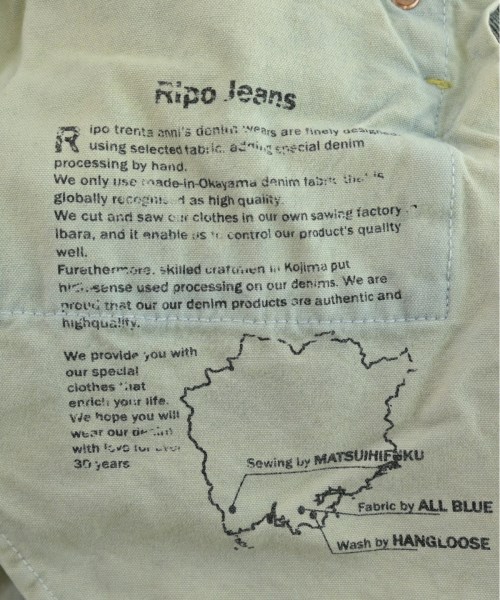 Ripo Jeans
Ripo trenta anni's denim wears are finely designed
using selected fabric, adding special denim
processing by hand.
We only use made-in-Okayama denim fabric that is
globally recognized as high quality.
We cut and saw our clothes in our own sawing factory
Ibara, and it enable us to control our product's quality
well.
Furethermore, skilled craftmen in Kojima put
high-sense used processing on our denims. We are
proud that our our denim products are authentic and
highquality.
We provide you with
our special
clothes that
enrich your life.
We hope you will
wear our denim
with love for over
30 years
Sewing by MATSUIHIFUKU
Fabric by ALL BLUE
Wash by HANGLOOSE